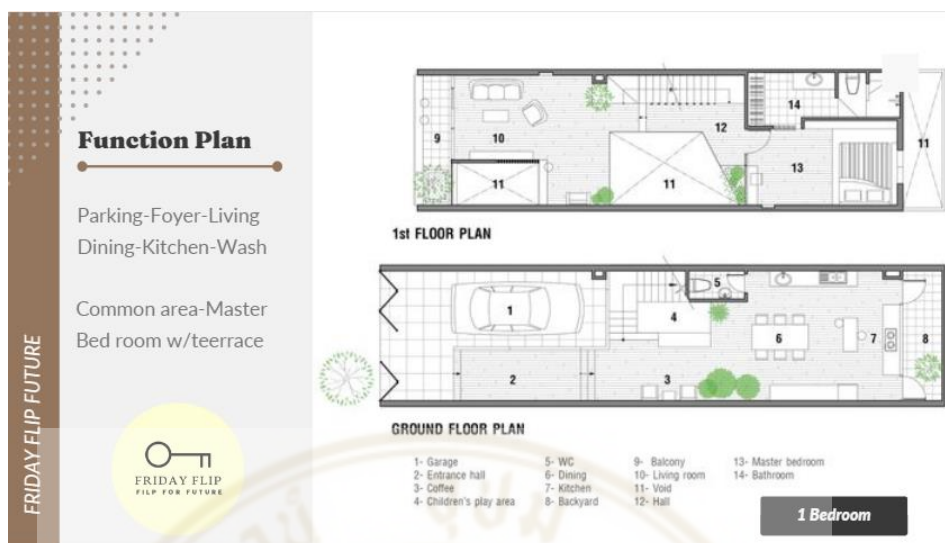 FRIDAY FLIP FUTURE
Function Plan
Parking-Foyer-Living
Dining-Kitchen-Wash
Common area-Master
Bed room w/teerrace
FRIDAY FLIP
FILP FOR FUTURE
9
10
11
12
11
14
13
11
1st FLOOR PLAN
1
2
3
4
5
6
7
8
GROUND FLOOR PLAN
1- Garage
2- Entrance hall
3- Coffee
4- Children's play area
5- WC
6- Dining
7- Kitchen
8- Backyard
9- Balcony
10- Living room
11- Void
12- Hall
13- Master bedroom
14- Bathroom
1 Bedroom